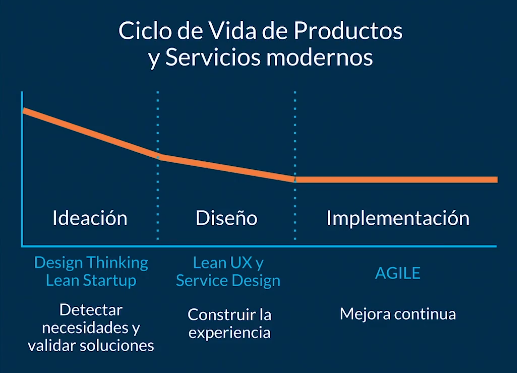 Ciclo de Vida de Productos
y Servicios modernos
Ideación
Diseño
Implementación
Design Thinking
Lean Startup
Lean UX y
Service Design
AGILE
Detectar
necesidades y
validar soluciones
Construir la
experiencia
Mejora continua